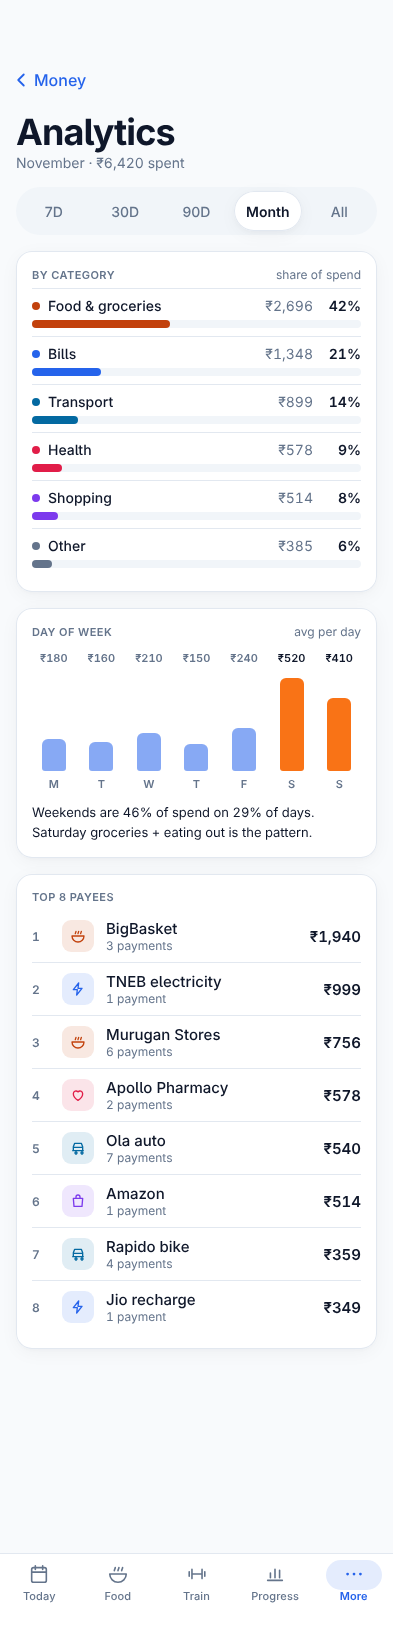 Money
Analytics
November · ₹6,420 spent
7D 30D 90D Month All
BY CATEGORY share of spend
Food & groceries ₹2,696 42%
Bills ₹1,348 21%
Transport ₹899 14%
Health ₹578 9%
Shopping ₹514 8%
Other ₹385 6%
DAY OF WEEK avg per day
₹180 ₹160 ₹210 ₹150 ₹240 ₹520 ₹410
M T W T F S S
Weekends are 46% of spend on 29% of days.
Saturday groceries + eating out is the pattern.
TOP 8 PAYEES
1 BigBasket ₹1,940
3 payments
2 TNEB electricity ₹999
1 payment
3 Murugan Stores ₹756
6 payments
4 Apollo Pharmacy ₹578
2 payments
5 Ola auto ₹540
7 payments
6 Amazon ₹514
1 payment
7 Rapido bike ₹359
4 payments
8 Jio recharge ₹349
1 payment
Today Food Train Progress More